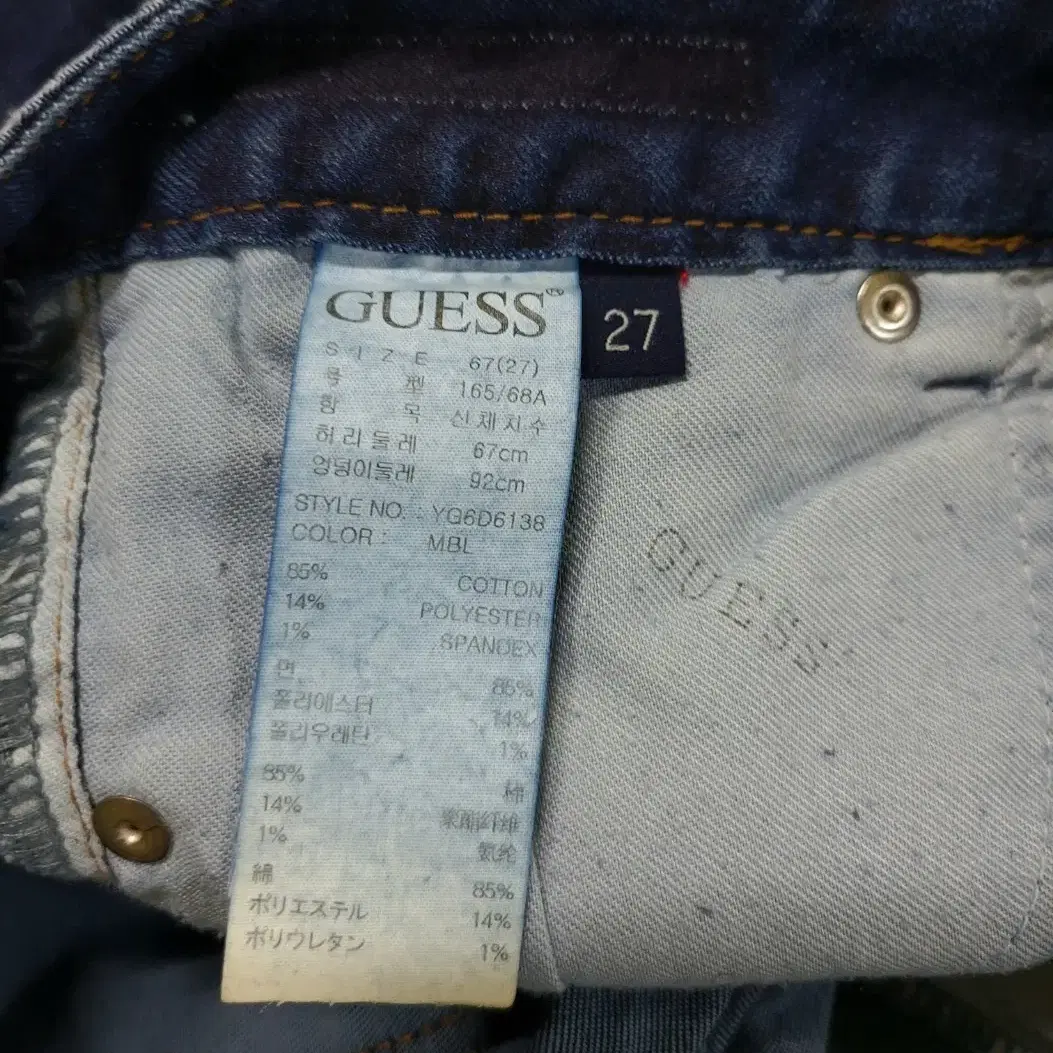 GUESS
27
SIZE 67(27)
号 型 165/68A
항 목 신체치수
허리둘레 67cm
엉덩이둘레 92cm
STYLE NO. : YG6D6138
COLOR : MBL
85% COTTON
14% POLYESTER
1% SPANDEX
면 85%
폴리에스터 14%
폴리우레탄 1%
85% 棉
14% 聚酯纤维
1% 氨纶
綿 85%
ポリエステル 14%
ポリウレタン 1%
GUESS